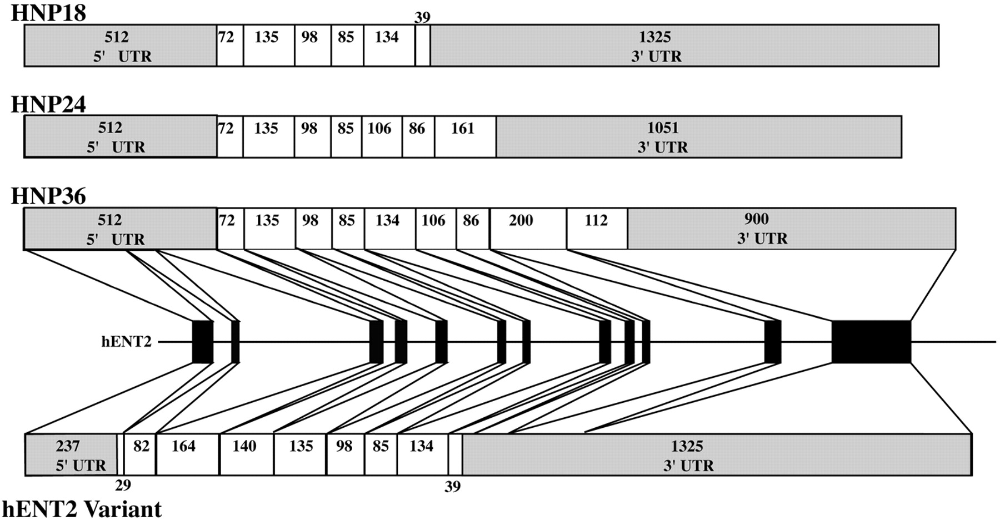 HNP18
39
512 72 135 98 85 134 1325
5' UTR 3' UTR
HNP24
512 72 135 98 85 106 86 161 1051
5' UTR 3' UTR
HNP36
512 72 135 98 85 134 106 86 200 112 900
5' UTR 3' UTR
hENT2
237 82 164 140 135 98 85 134 1325
5' UTR 3' UTR
29 39
hENT2 Variant